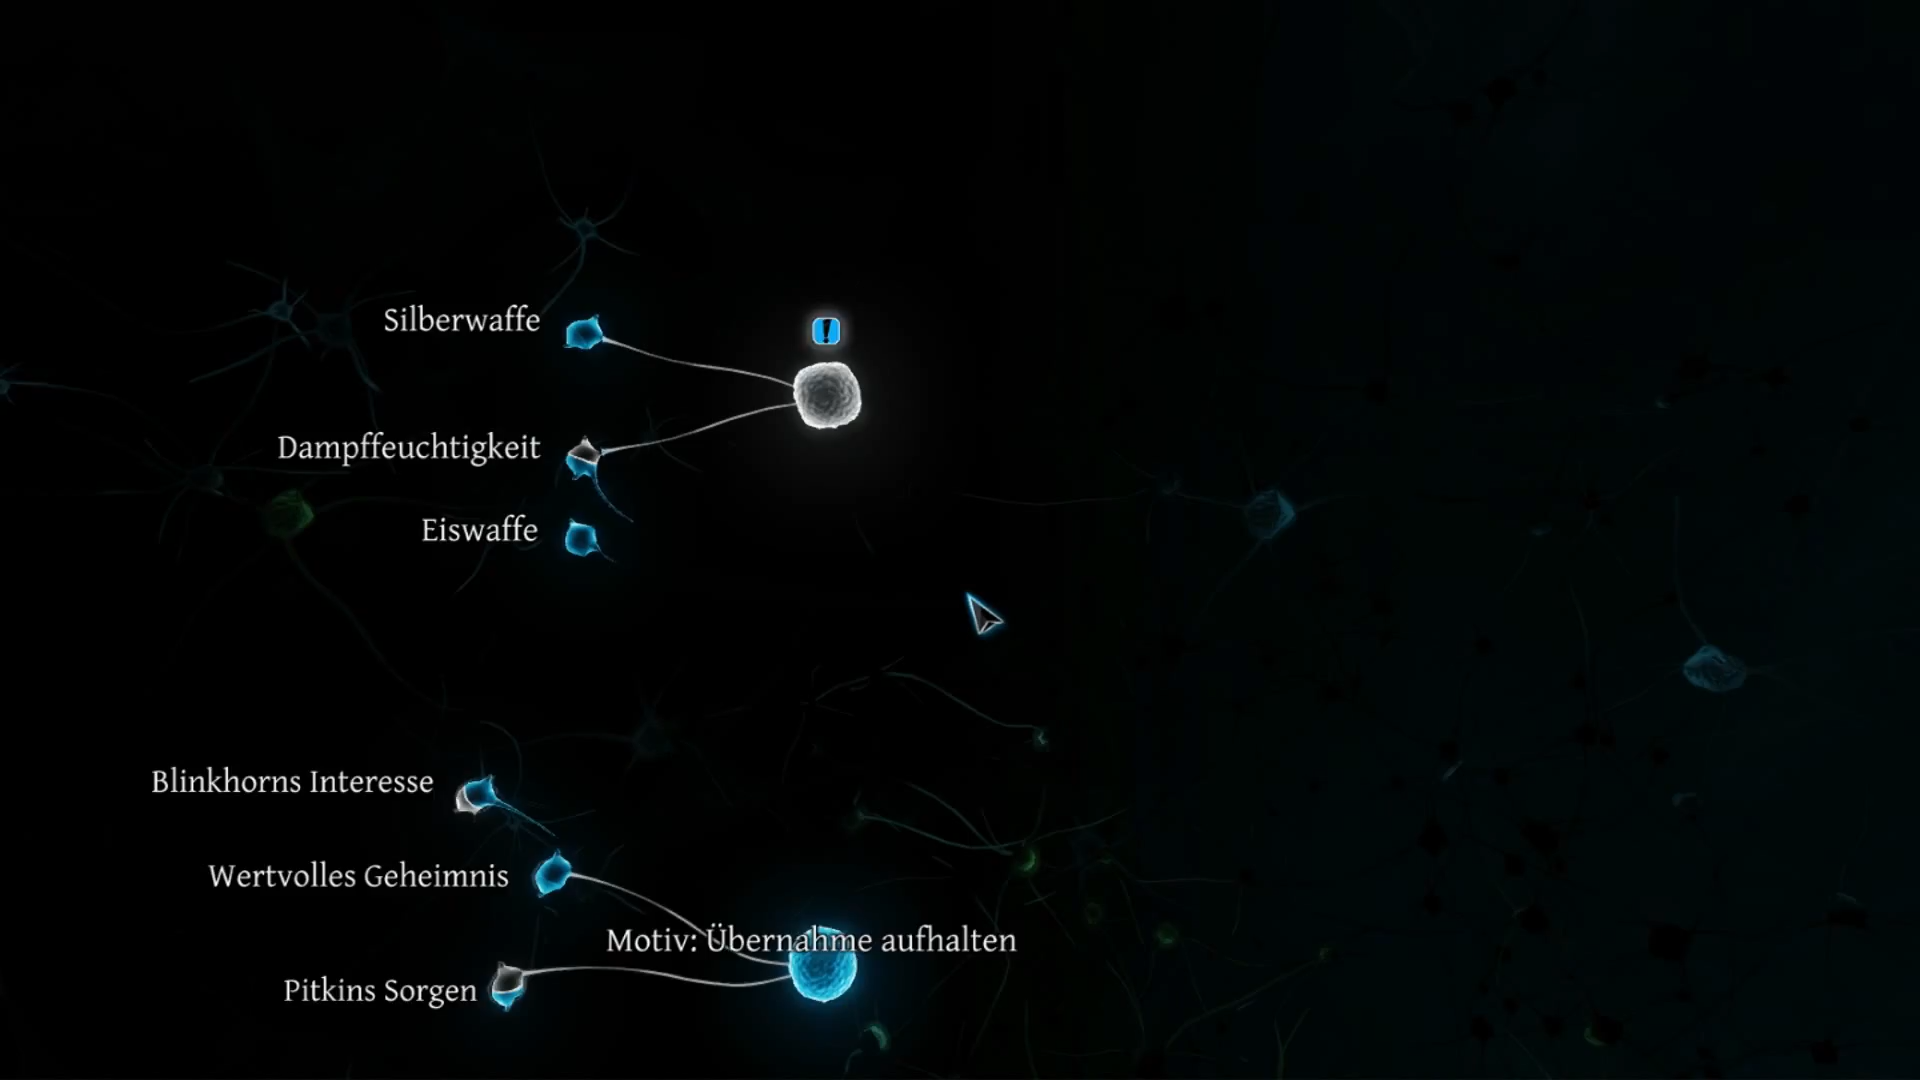 Silberwaffe
!
Dampffeuchtigkeit
Eiswaffe
Blinkhorns Interesse
Wertvolles Geheimnis
Motiv: Übernahme aufhalten
Pitkins Sorgen